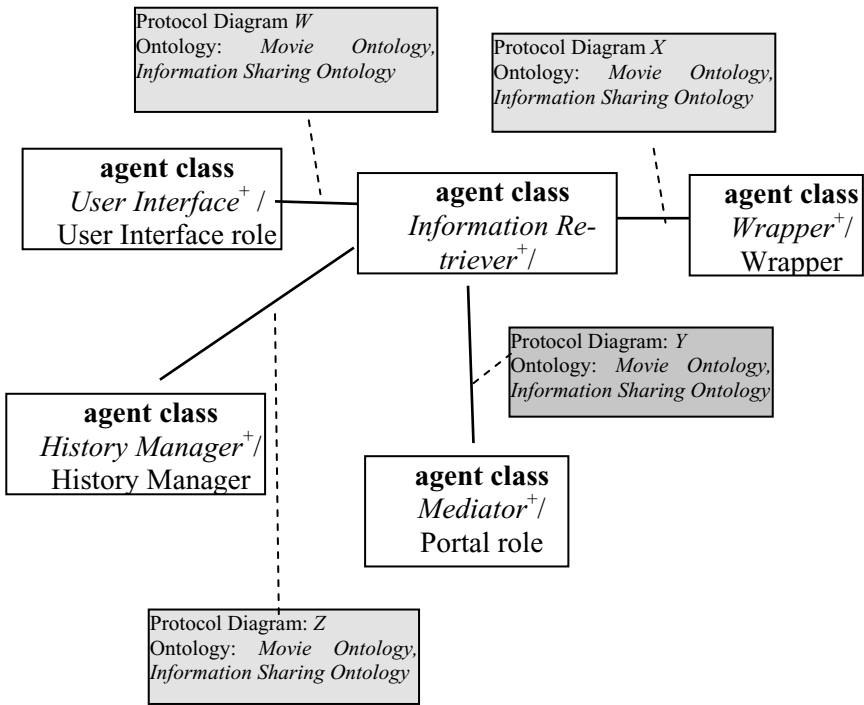 Protocol Diagram W
Ontology: Movie Ontology,
Information Sharing Ontology
Protocol Diagram X
Ontology: Movie Ontology,
Information Sharing Ontology
agent class
User Interface+ /
User Interface role
agent class
Information Re-
triever+/
agent class
Wrapper+/
Wrapper
Protocol Diagram: Y
Ontology: Movie Ontology,
Information Sharing Ontology
agent class
History Manager+/
History Manager
agent class
Mediator+/
Portal role
Protocol Diagram: Z
Ontology: Movie Ontology,
Information Sharing Ontology